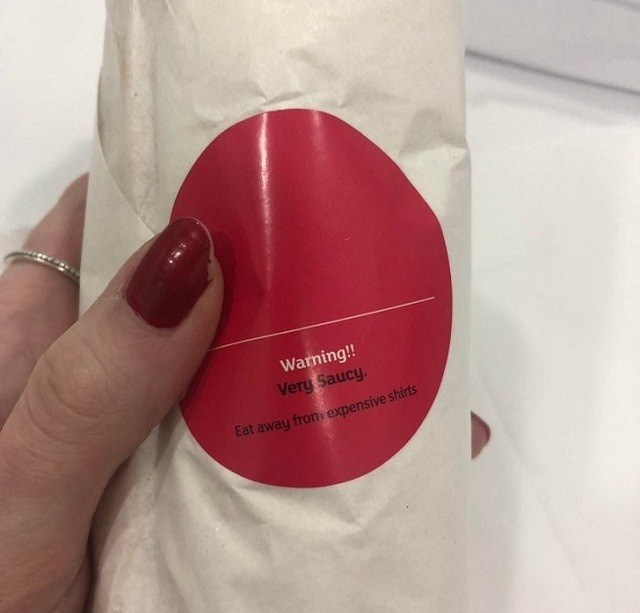 Warning!!
Very Saucy.
Eat away from expensive shirts